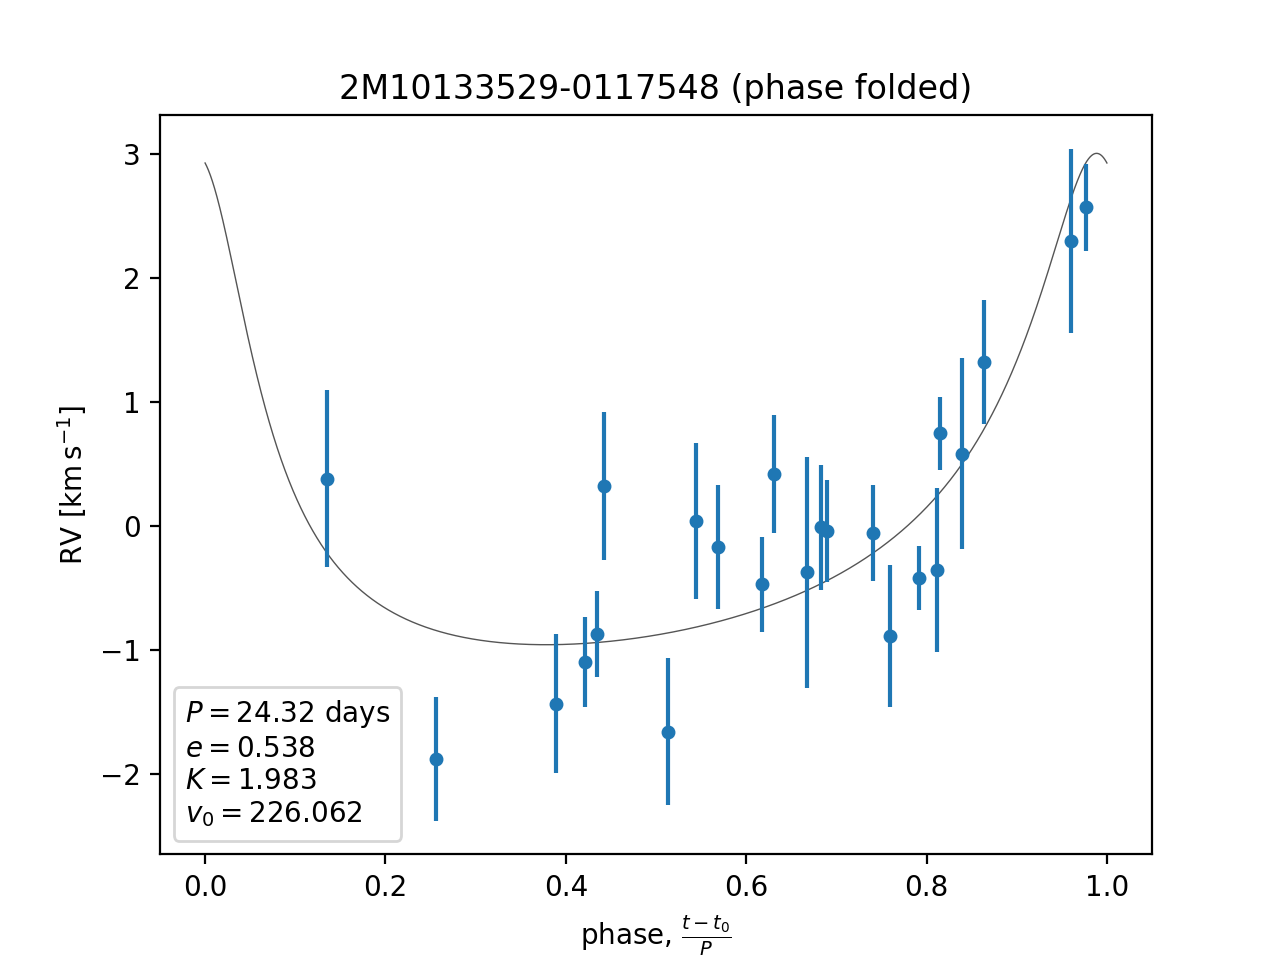 2M10133529-0117548 (phase folded)
RV [km s⁻¹]
3
2
1
0
−1
−2
P = 24.32 days
e = 0.538
K = 1.983
v₀ = 226.062
0.0 0.2 0.4 0.6 0.8 1.0
phase, (t − t₀)/P